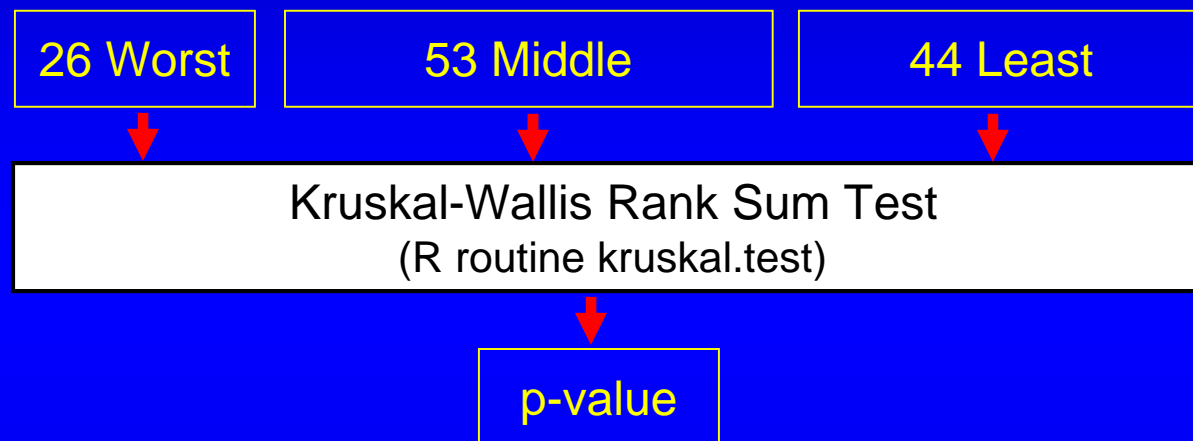 26 Worst
53 Middle
44 Least
Kruskal-Wallis Rank Sum Test
(R routine kruskal.test)
p-value